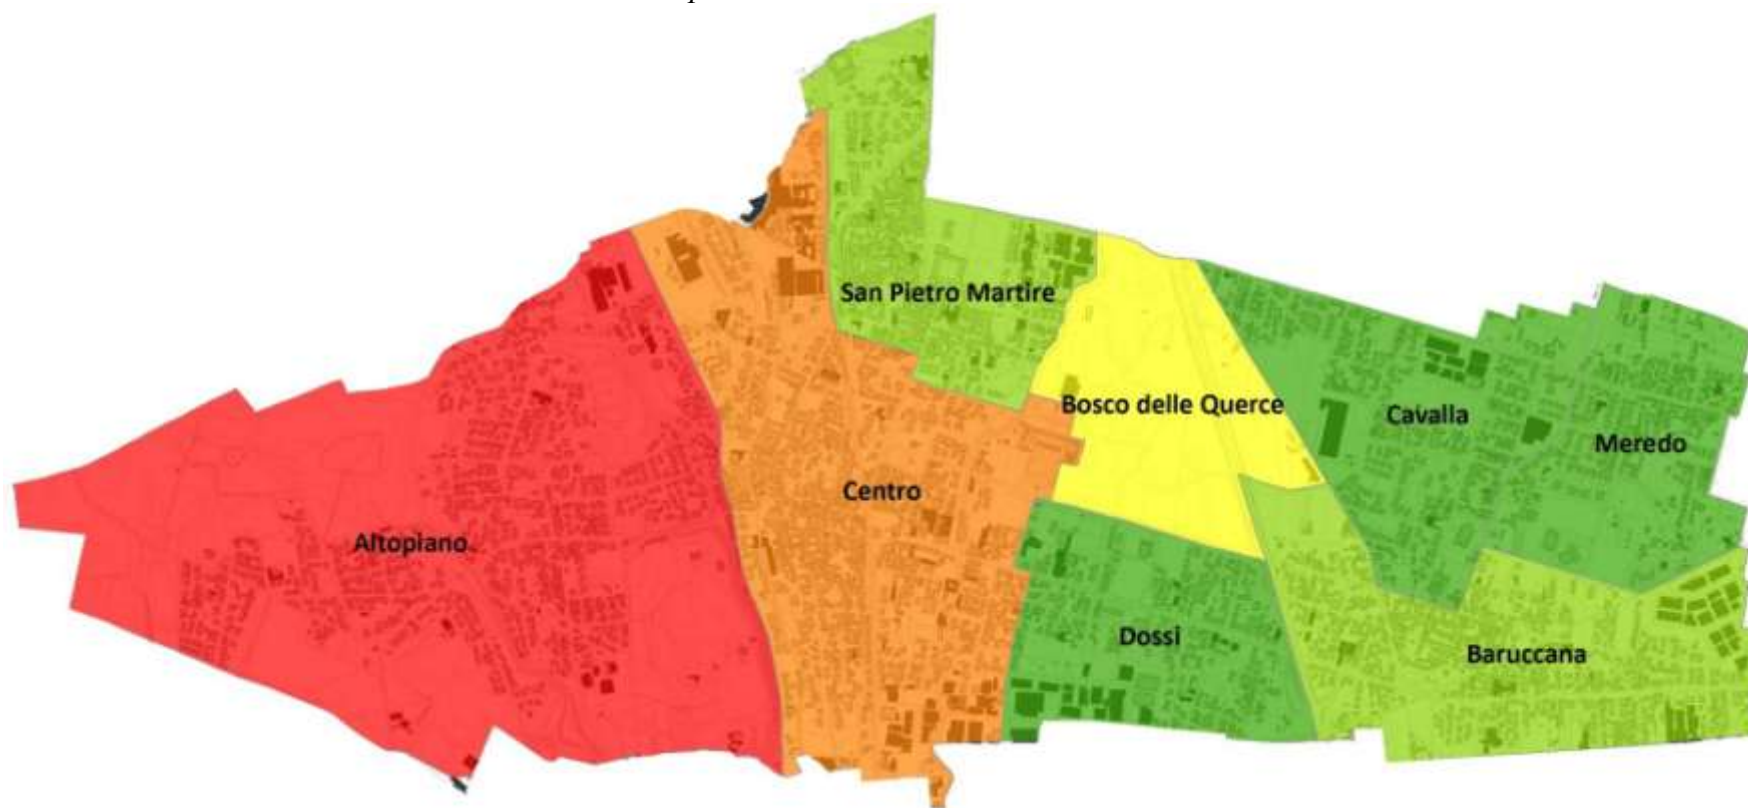 San Pietro Martire
Bosco delle Querce
Cavalla
Meredo
Centro
Altopiano
Dossi
Baruccana